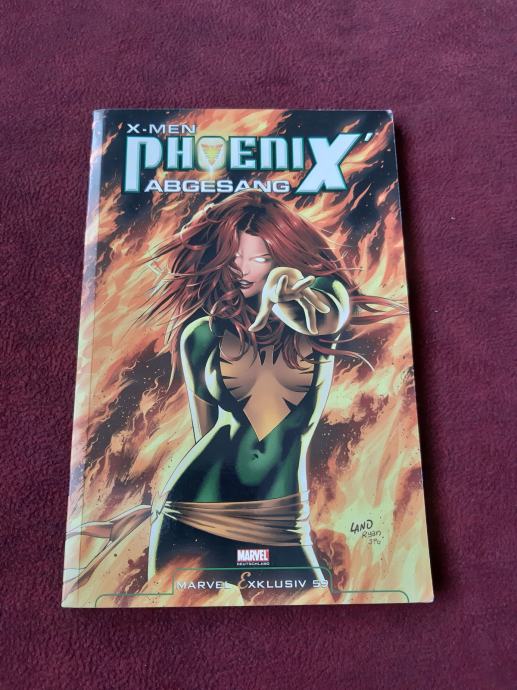 X-MEN
PHOENIX'
ABGESANG
LAND
Ryan
MARVEL
DEUTSCHLAND
MARVEL EXKLUSIV 59